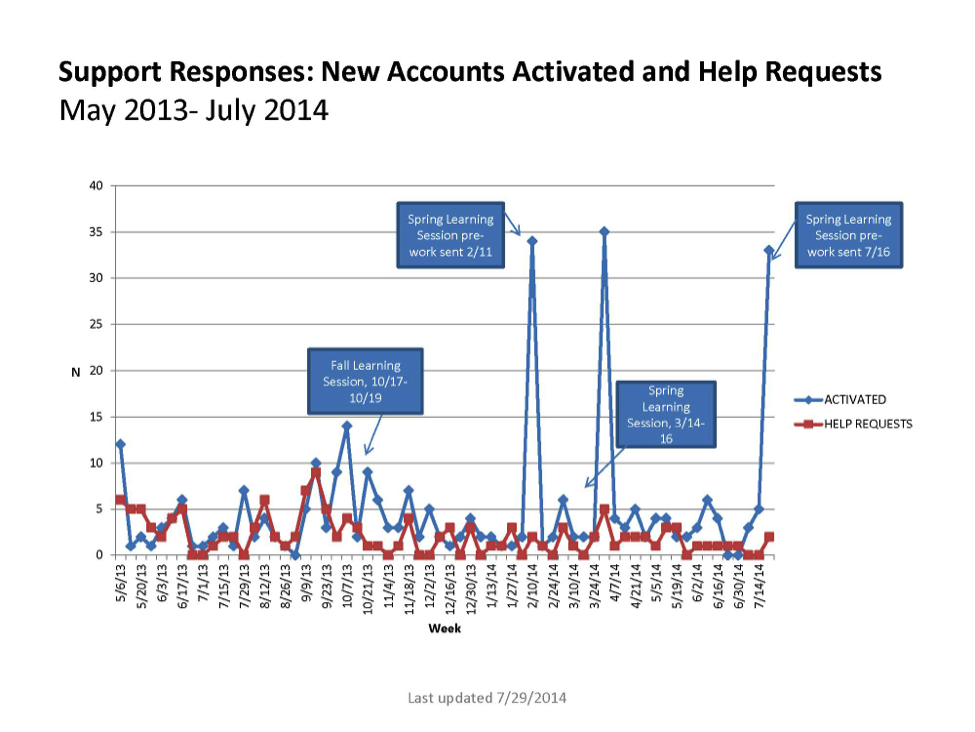 Support Responses: New Accounts Activated and Help Requests
May 2013- July 2014
40
35
30
25
20
15
10
5
0
N
Spring Learning
Session pre-
work sent 2/11
Spring Learning
Session pre-
work sent 7/16
Fall Learning
Session, 10/17-
10/19
Spring
Learning
Session, 3/14-
16
ACTIVATED
HELP REQUESTS
5/6/13
5/20/13
6/3/13
6/17/13
7/1/13
7/15/13
7/29/13
8/12/13
8/26/13
9/9/13
9/23/13
10/7/13
10/21/13
11/4/13
11/18/13
12/2/13
12/16/13
12/30/13
1/13/14
1/27/14
2/10/14
2/24/14
3/10/14
3/24/14
4/7/14
4/21/14
5/5/14
5/19/14
6/2/14
6/16/14
6/30/14
7/14/14
Week
Last updated 7/29/2014